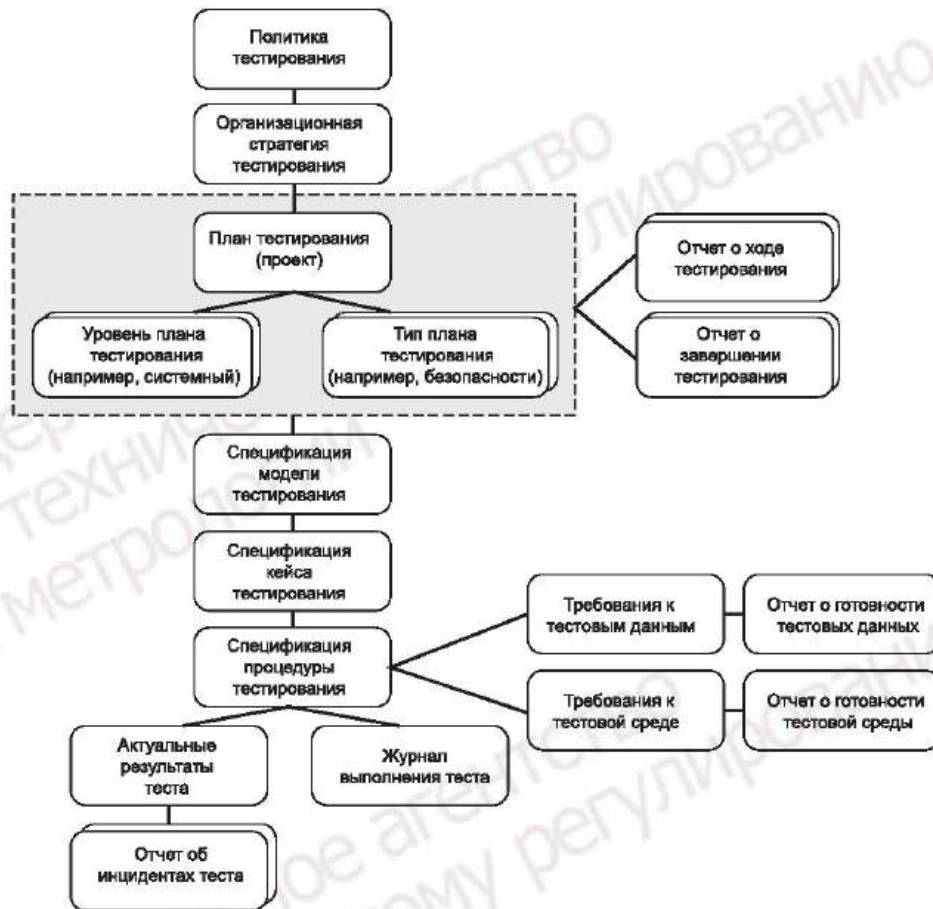 Политика
тестирования
Организационная
стратегия
тестирования
План тестирования
(проект)
Уровень плана
тестирования
(например, системный)
Тип плана
тестирования
(например, безопасности)
Отчет о ходе
тестирования
Отчет о
завершении
тестирования
Спецификация
модели
тестирования
Спецификация
кейса
тестирования
Спецификация
процедуры
тестирования
Требования к
тестовым данным
Отчет о готовности
тестовых данных
Требования к
тестовой среде
Отчет о готовности
тестовой среды
Актуальные
результаты
теста
Журнал
выполнения теста
Отчет об
инцидентах теста